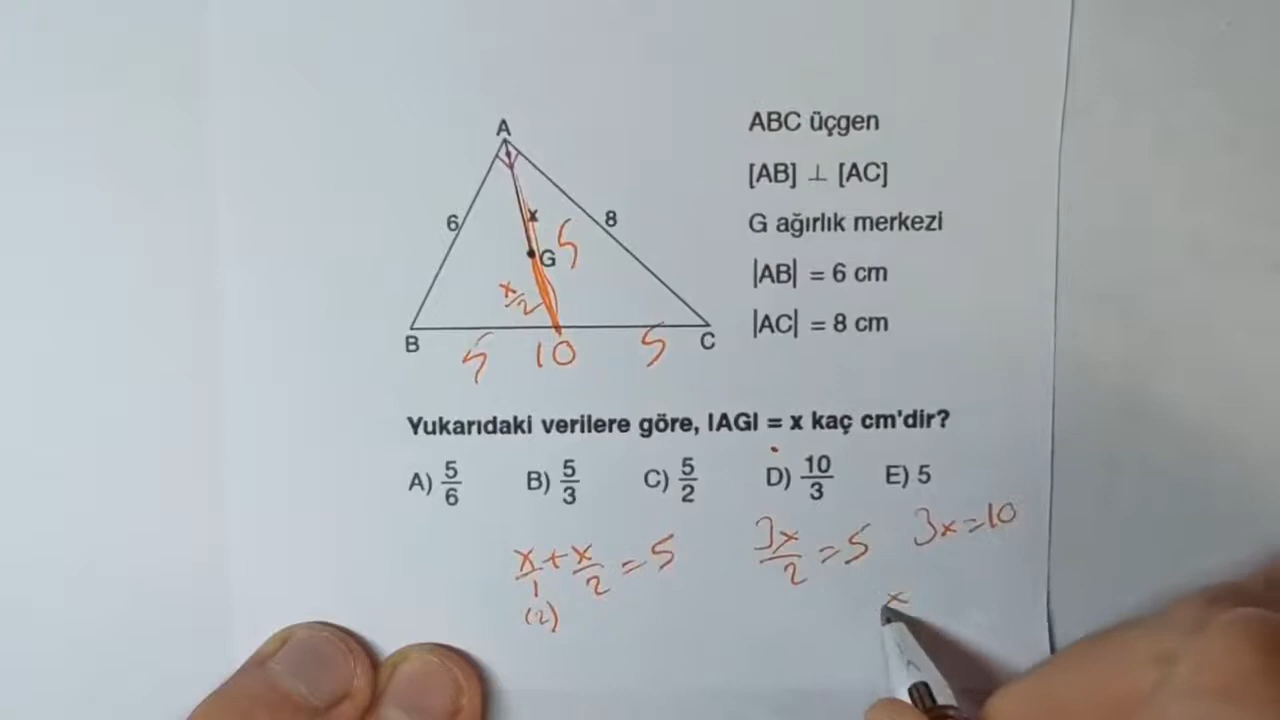 A
ABC üçgen
[AB] ⊥ [AC]
6
x
8
G ağırlık merkezi
G
5
x/2
|AB| = 6 cm
|AC| = 8 cm
B
5
10
5
C
Yukarıdaki verilere göre, |AG| = x kaç cm'dir?
A) 5/6 B) 5/3 C) 5/2 D) 10/3 E) 5
x/1 + x/2 = 5 3x/2 = 5 3x = 10
(2)
x